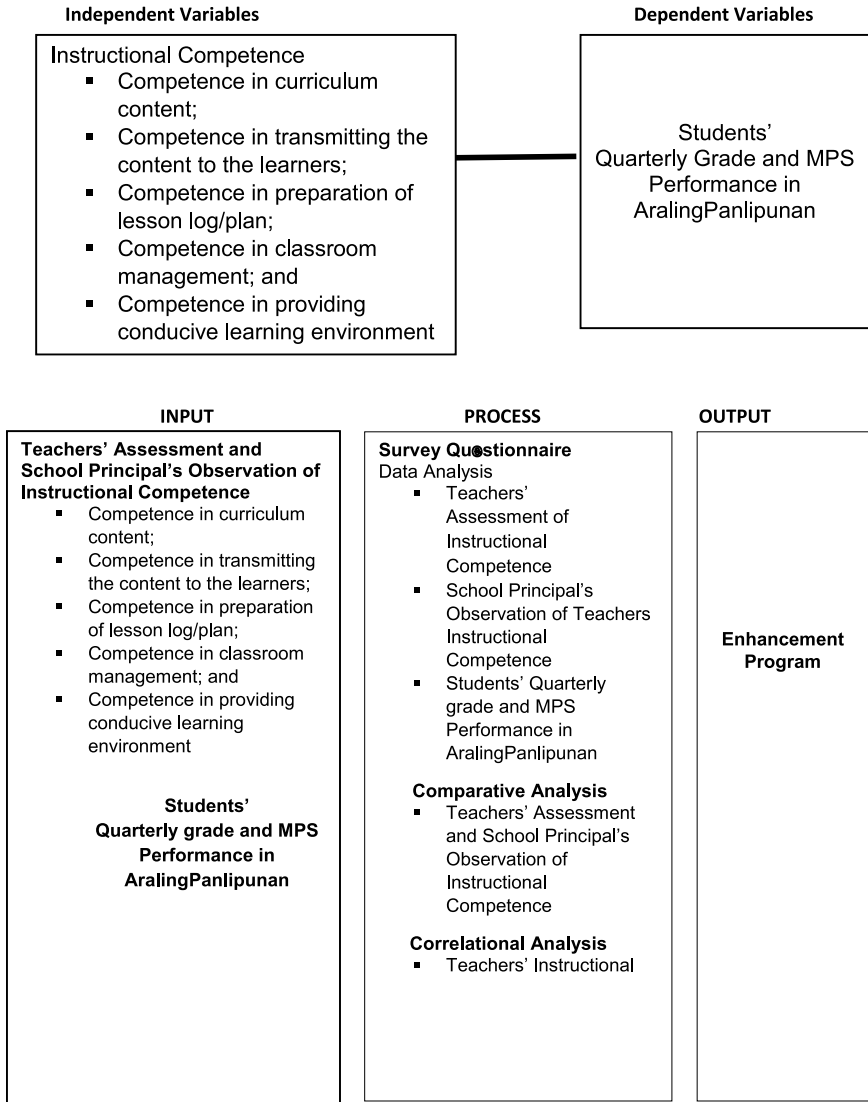 Independent Variables
Dependent Variables
Instructional Competence
▪ Competence in curriculum
content;
▪ Competence in transmitting the
content to the learners;
▪ Competence in preparation of
lesson log/plan;
▪ Competence in classroom
management; and
▪ Competence in providing
conducive learning environment
Students’
Quarterly Grade and MPS
Performance in
AralingPanlipunan
INPUT
Teachers’ Assessment and
School Principal’s Observation of
Instructional Competence
▪ Competence in curriculum
content;
▪ Competence in transmitting
the content to the learners;
▪ Competence in preparation
of lesson log/plan;
▪ Competence in classroom
management; and
▪ Competence in providing
conducive learning
environment
Students’
Quarterly grade and MPS
Performance in
AralingPanlipunan
PROCESS
Survey Questionnaire
Data Analysis
▪ Teachers’
Assessment of
Instructional
Competence
▪ School Principal’s
Observation of Teachers
Instructional
Competence
▪ Students’ Quarterly
grade and MPS
Performance in
AralingPanlipunan
Comparative Analysis
▪ Teachers’ Assessment
and School Principal’s
Observation of
Instructional
Competence
Correlational Analysis
▪ Teachers’ Instructional
OUTPUT
Enhancement
Program